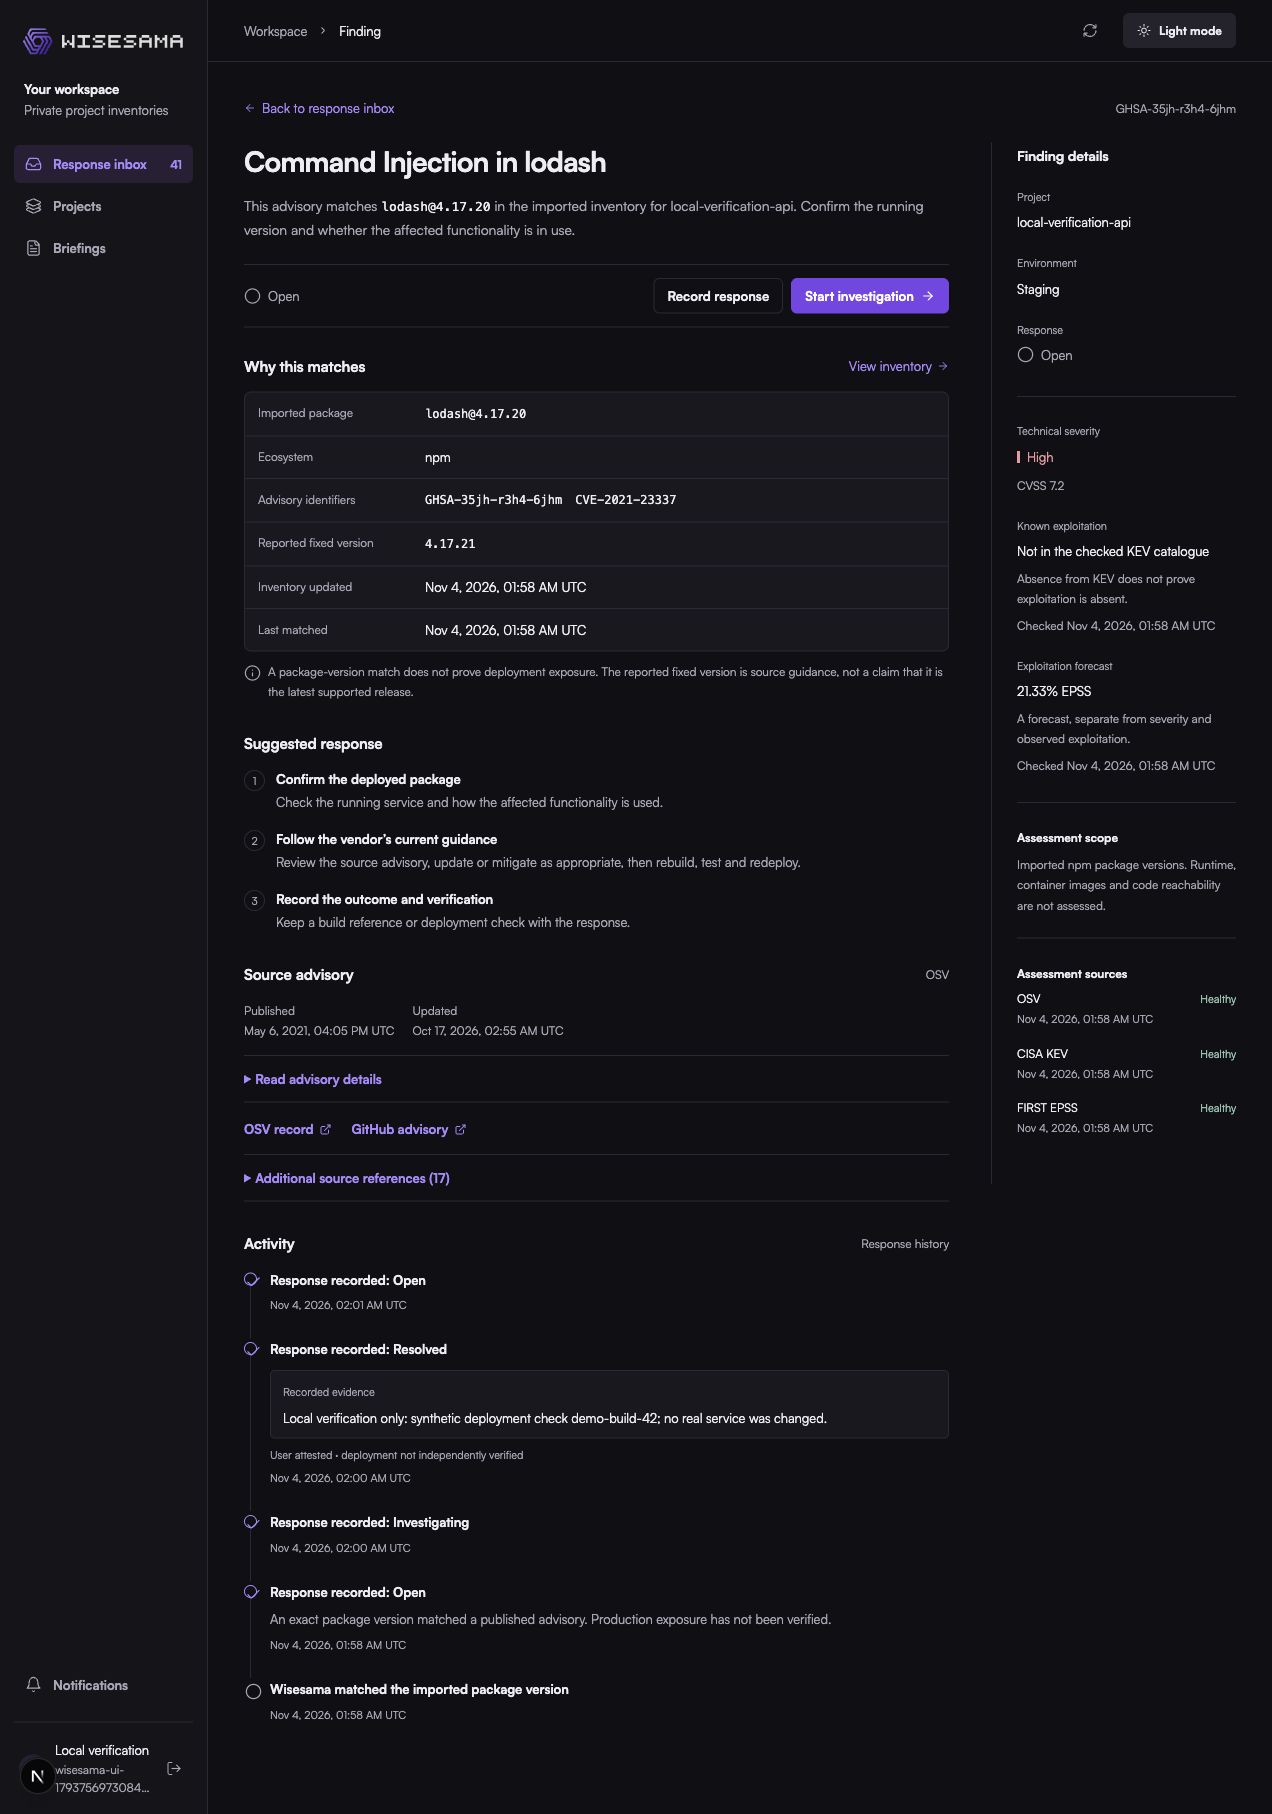 WISESAMA
Your workspace
Private project inventories
Response inbox 41
Projects
Briefings
Notifications
Local verification
wisesama-ui-
1793756973084...
N
Workspace > Finding
Light mode
← Back to response inbox
GHSA-35jh-r3h4-6jhm
Command Injection in lodash
This advisory matches lodash@4.17.20 in the imported inventory for local-verification-api. Confirm the running
version and whether the affected functionality is in use.
Open
Record response
Start investigation →
Why this matches
View inventory →
Imported package lodash@4.17.20
Ecosystem npm
Advisory identifiers GHSA-35jh-r3h4-6jhm CVE-2021-23337
Reported fixed version 4.17.21
Inventory updated Nov 4, 2026, 01:58 AM UTC
Last matched Nov 4, 2026, 01:58 AM UTC
A package-version match does not prove deployment exposure. The reported fixed version is source guidance, not a claim that it is
the latest supported release.
Suggested response
1 Confirm the deployed package
Check the running service and how the affected functionality is used.
2 Follow the vendor’s current guidance
Review the source advisory, update or mitigate as appropriate, then rebuild, test and redeploy.
3 Record the outcome and verification
Keep a build reference or deployment check with the response.
Source advisory
OSV
Published Updated
May 6, 2021, 04:05 PM UTC Oct 17, 2026, 02:55 AM UTC
Read advisory details
OSV record GitHub advisory
Additional source references (17)
Activity
Response history
Response recorded: Open
Nov 4, 2026, 02:01 AM UTC
Response recorded: Resolved
Recorded evidence
Local verification only: synthetic deployment check demo-build-42; no real service was changed.
User attested · deployment not independently verified
Nov 4, 2026, 02:00 AM UTC
Response recorded: Investigating
Nov 4, 2026, 02:00 AM UTC
Response recorded: Open
An exact package version matched a published advisory. Production exposure has not been verified.
Nov 4, 2026, 01:58 AM UTC
Wisesama matched the imported package version
Nov 4, 2026, 01:58 AM UTC
Finding details
Project
local-verification-api
Environment
Staging
Response
Open
Technical severity
High
CVSS 7.2
Known exploitation
Not in the checked KEV catalogue
Absence from KEV does not prove
exploitation is absent.
Checked Nov 4, 2026, 01:58 AM UTC
Exploitation forecast
21.33% EPSS
A forecast, separate from severity and
observed exploitation.
Checked Nov 4, 2026, 01:58 AM UTC
Assessment scope
Imported npm package versions. Runtime,
container images and code reachability
are not assessed.
Assessment sources
OSV Healthy
Nov 4, 2026, 01:58 AM UTC
CISA KEV Healthy
Nov 4, 2026, 01:58 AM UTC
FIRST EPSS Healthy
Nov 4, 2026, 01:58 AM UTC